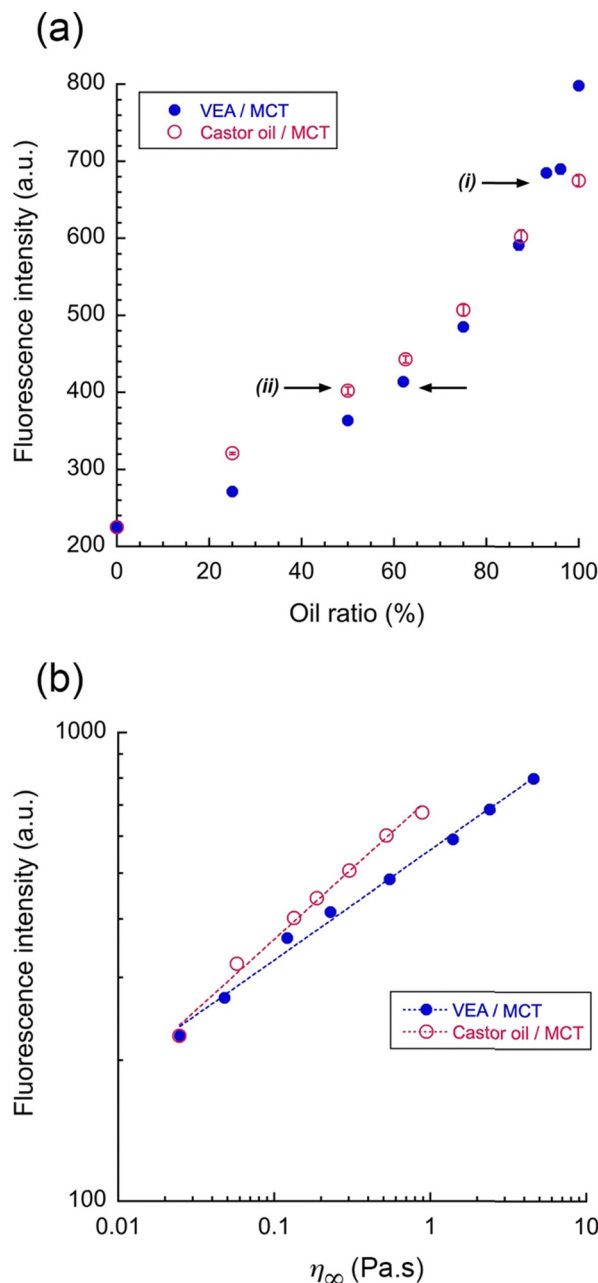 (a)
800
700
600
500
400
300
200
Fluorescence intensity (a.u.)
VEA / MCT
Castor oil / MCT
(i)
(ii)
0 20 40 60 80 100
Oil ratio (%)
(b)
1000
100
Fluorescence intensity (a.u.)
VEA / MCT
Castor oil / MCT
0.01 0.1 1 10
η∞ (Pa.s)